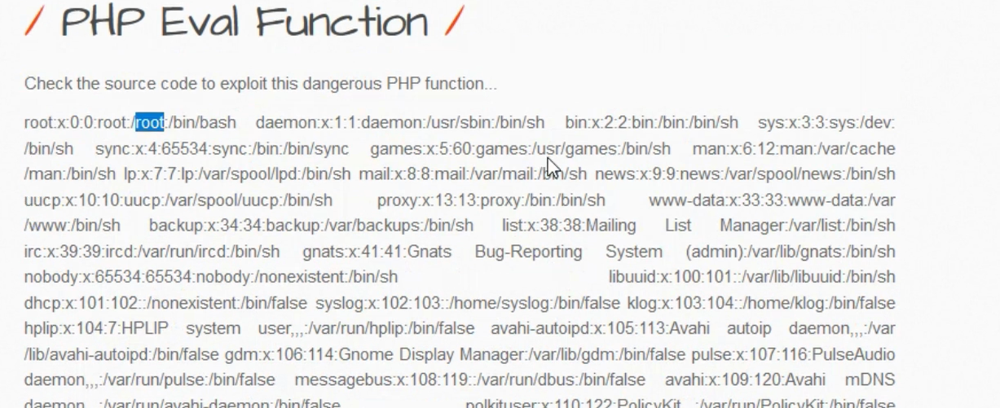 / PHP Eval Function /
Check the source code to exploit this dangerous PHP function...
root:x:0:0:root:/root:/bin/bash daemon:x:1:1:daemon:/usr/sbin:/bin/sh bin:x:2:2:bin:/bin:/bin/sh sys:x:3:3:sys:/dev:
/bin/sh sync:x:4:65534:sync:/bin:/bin/sync games:x:5:60:games:/usr/games:/bin/sh man:x:6:12:man:/var/cache
/man:/bin/sh lp:x:7:7:lp:/var/spool/lpd:/bin/sh mail:x:8:8:mail:/var/mail:/bin/sh news:x:9:9:news:/var/spool/news:/bin/sh
uucp:x:10:10:uucp:/var/spool/uucp:/bin/sh proxy:x:13:13:proxy:/bin:/bin/sh www-data:x:33:33:www-data:/var
/www:/bin/sh backup:x:34:34:backup:/var/backups:/bin/sh list:x:38:38:Mailing List Manager:/var/list:/bin/sh
irc:x:39:39:ircd:/var/run/ircd:/bin/sh gnats:x:41:41:Gnats Bug-Reporting System (admin):/var/lib/gnats:/bin/sh
nobody:x:65534:65534:nobody:/nonexistent:/bin/sh libuuid:x:100:101::/var/lib/libuuid:/bin/sh
dhcp:x:101:102::/nonexistent:/bin/false syslog:x:102:103::/home/syslog:/bin/false klog:x:103:104::/home/klog:/bin/false
hplip:x:104:7:HPLIP system user,,,:/var/run/hplip:/bin/false avahi-autoipd:x:105:113:Avahi autoip daemon,,,:/var
/lib/avahi-autoipd:/bin/false gdm:x:106:114:Gnome Display Manager:/var/lib/gdm:/bin/false pulse:x:107:116:PulseAudio
daemon,,,:/var/run/pulse:/bin/false messagebus:x:108:119::/var/run/dbus:/bin/false avahi:x:109:120:Avahi mDNS
daemon,,,:/var/run/avahi-daemon:/bin/false polkituser:x:110:122:PolicyKit,,,:/var/run/PolicyKit:/bin/false